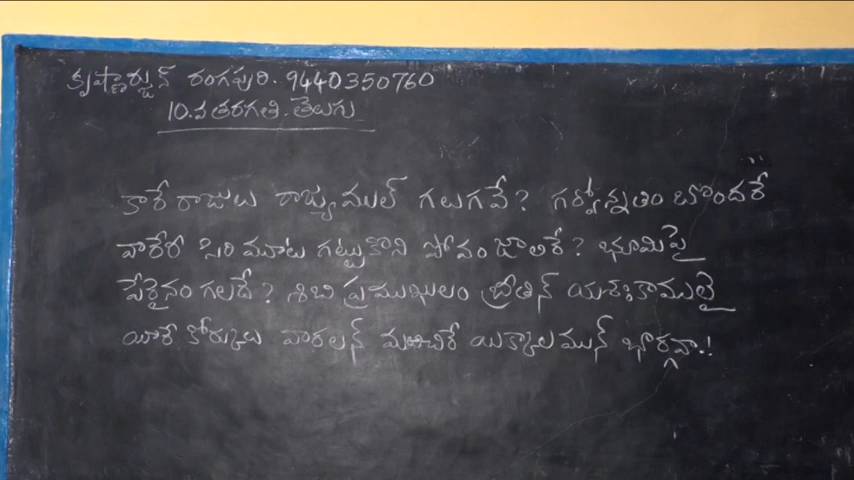 కృష్ణార్జున్ రంగపురి. 9440350760
10.వ తరగతి. తెలుగు
కారే రాజులు రాజ్యముల్ గలుగవే? గర్వోన్నతిం బొందరే
వారేరీ సిరి మూట గట్టుకొని పోవం జాలిరే? భూమిపై
పేరైనం గలదే? శిబి ప్రముఖులం బ్రీతిన్ యశఃకాములై
యీరే కోర్కులు వారలన్ మఱచిరే యిక్కాలమున్ భార్గవా.!